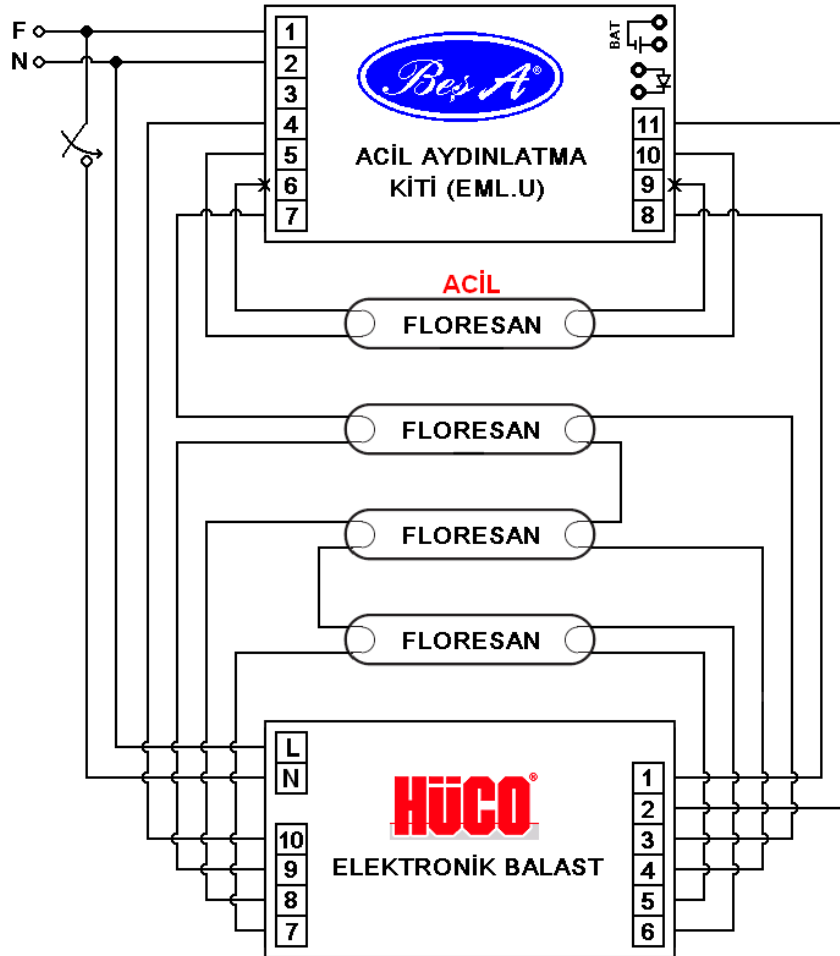 F
N
1
2
3
4
5
6
7
Beş A®
ACİL AYDINLATMA
KİTİ (EML.U)
BAT
11
10
9
8
ACİL
FLORESAN
FLORESAN
FLORESAN
FLORESAN
L
N
10
9
8
7
HÜCO®
ELEKTRONİK BALAST
1
2
3
4
5
6